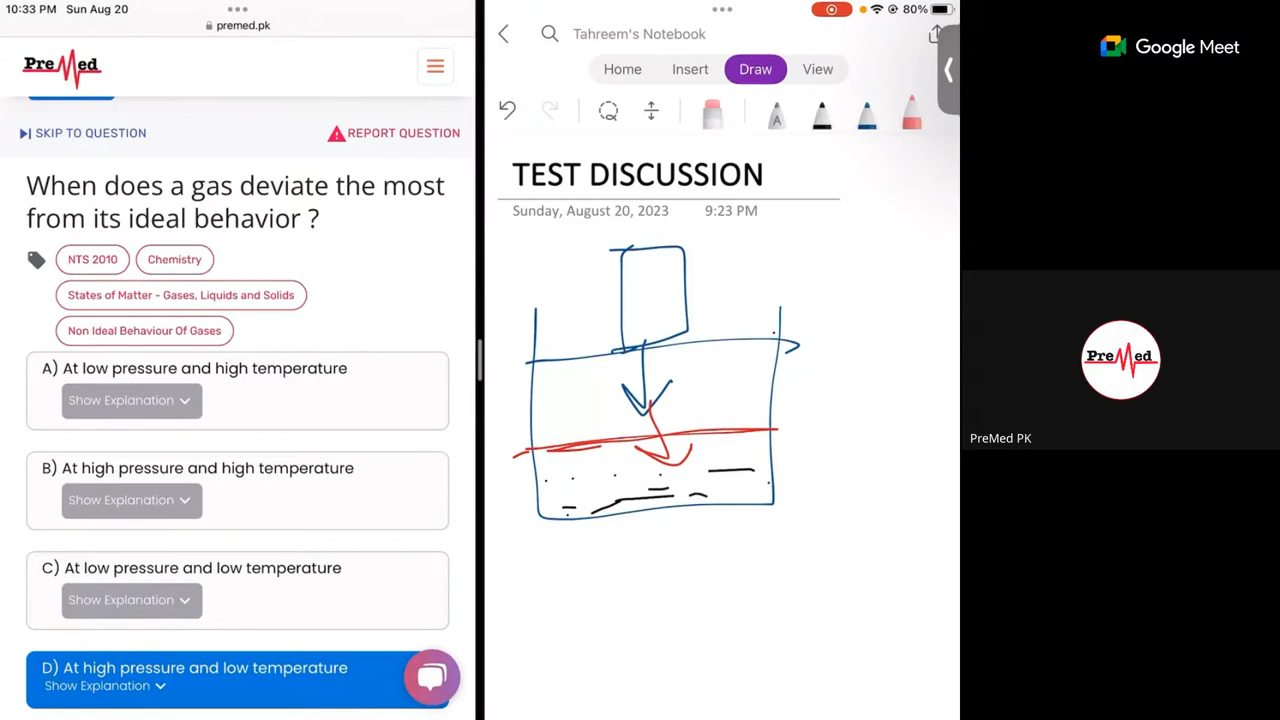 10:33 PM Sun Aug 20
premed.pk
PreMed
SKIP TO QUESTION
REPORT QUESTION
When does a gas deviate the most
from its ideal behavior ?
NTS 2010
Chemistry
States of Matter - Gases, Liquids and Solids
Non Ideal Behaviour Of Gases
A) At low pressure and high temperature
Show Explanation
B) At high pressure and high temperature
Show Explanation
C) At low pressure and low temperature
Show Explanation
D) At high pressure and low temperature
Show Explanation
80%
Tahreem's Notebook
Home Insert Draw View
A
TEST DISCUSSION
Sunday, August 20, 2023 9:23 PM
Google Meet
PreMed
PreMed PK